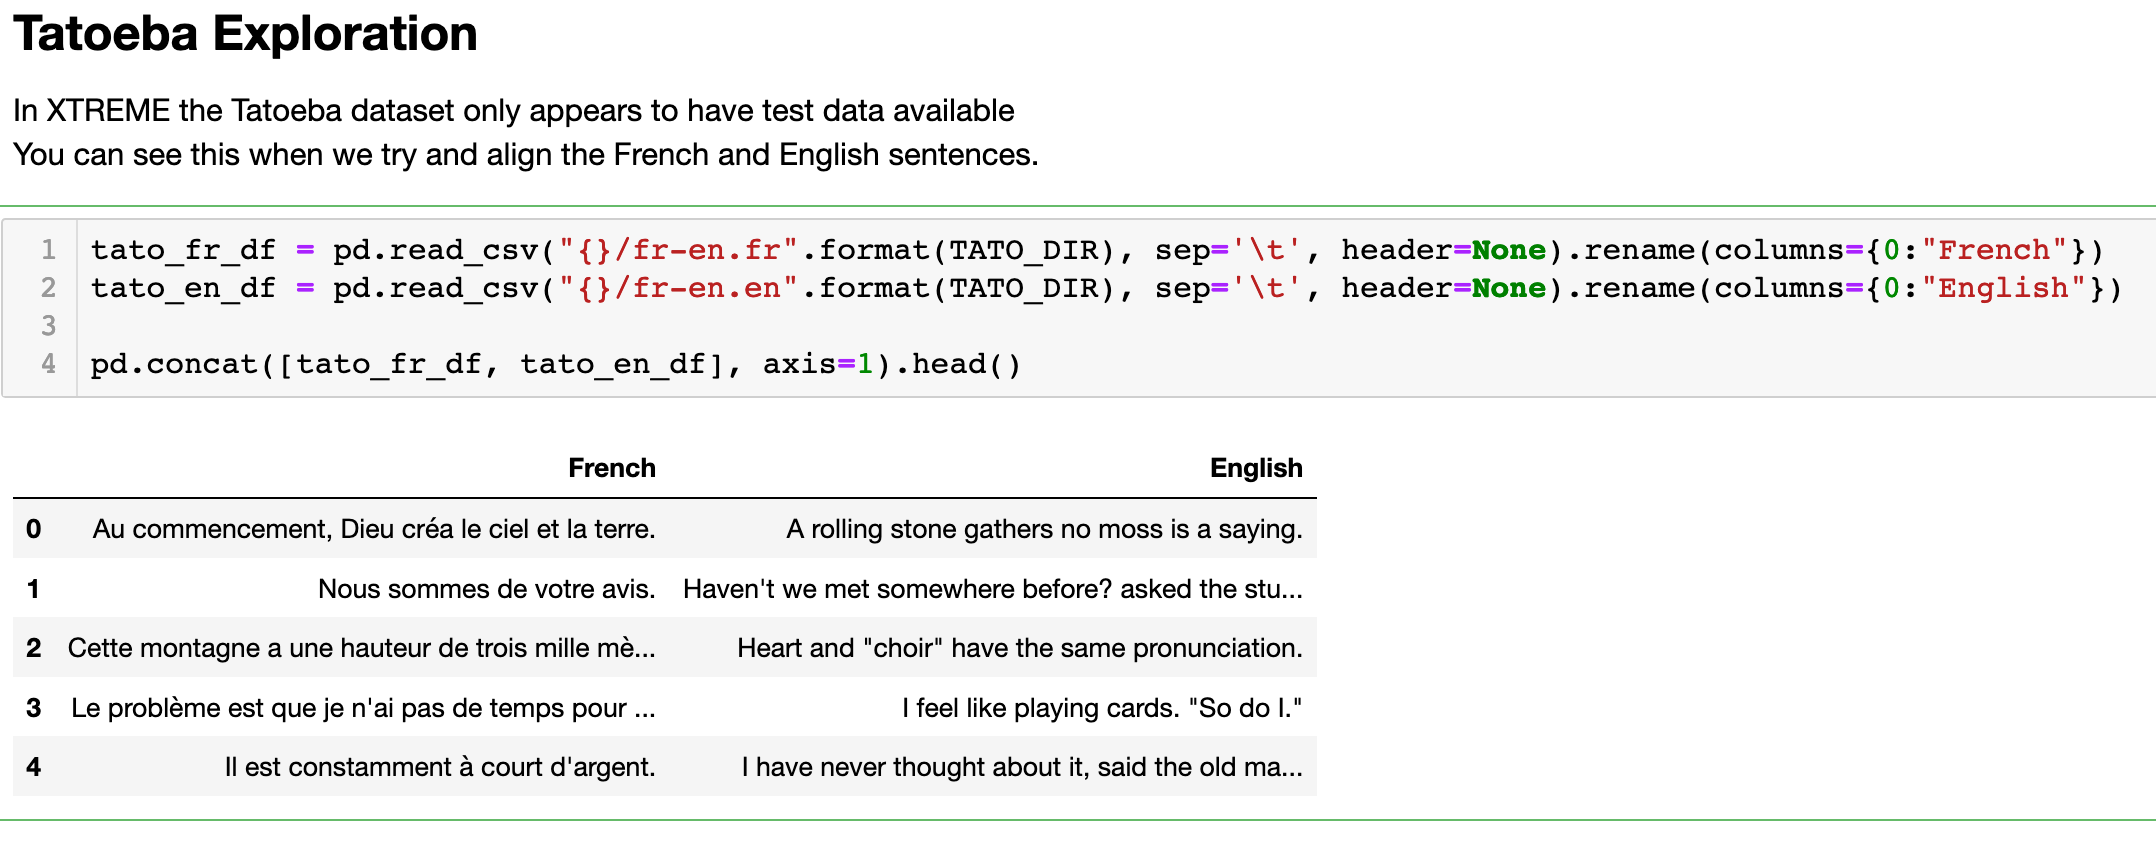 Tatoeba Exploration
In XTREME the Tatoeba dataset only appears to have test data available
You can see this when we try and align the French and English sentences.
1 tato_fr_df = pd.read_csv("{}/fr-en.fr".format(TATO_DIR), sep='\t', header=None).rename(columns={0:"French"})
2 tato_en_df = pd.read_csv("{}/fr-en.en".format(TATO_DIR), sep='\t', header=None).rename(columns={0:"English"})
3
4 pd.concat([tato_fr_df, tato_en_df], axis=1).head()
French English
0 Au commencement, Dieu créa le ciel et la terre. A rolling stone gathers no moss is a saying.
1 Nous sommes de votre avis. Haven't we met somewhere before? asked the stu...
2 Cette montagne a une hauteur de trois mille mè... Heart and "choir" have the same pronunciation.
3 Le problème est que je n'ai pas de temps pour ... I feel like playing cards. "So do I."
4 Il est constamment à court d'argent. I have never thought about it, said the old ma...